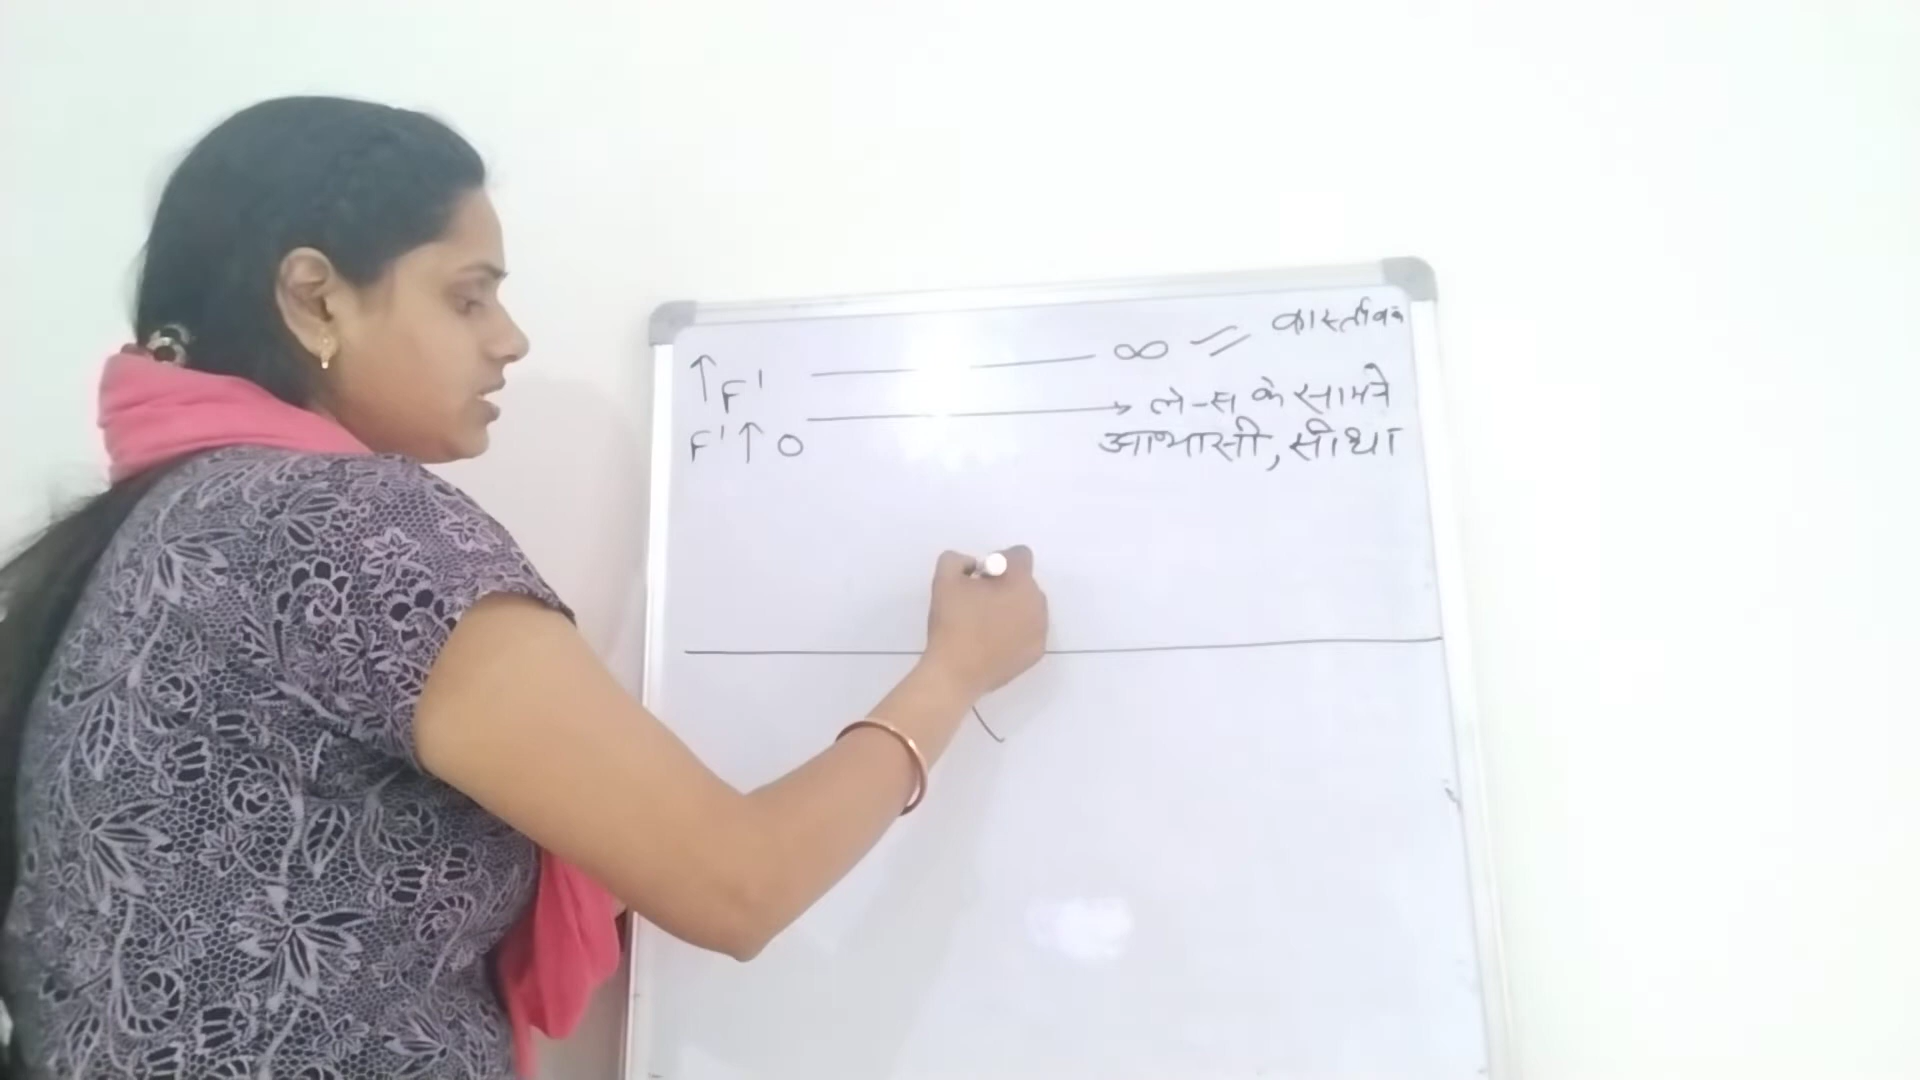 ∞ = वास्तविक
↑ F'
→ लेन्स के सामने
F' ↑ O
आभासी, सीधा